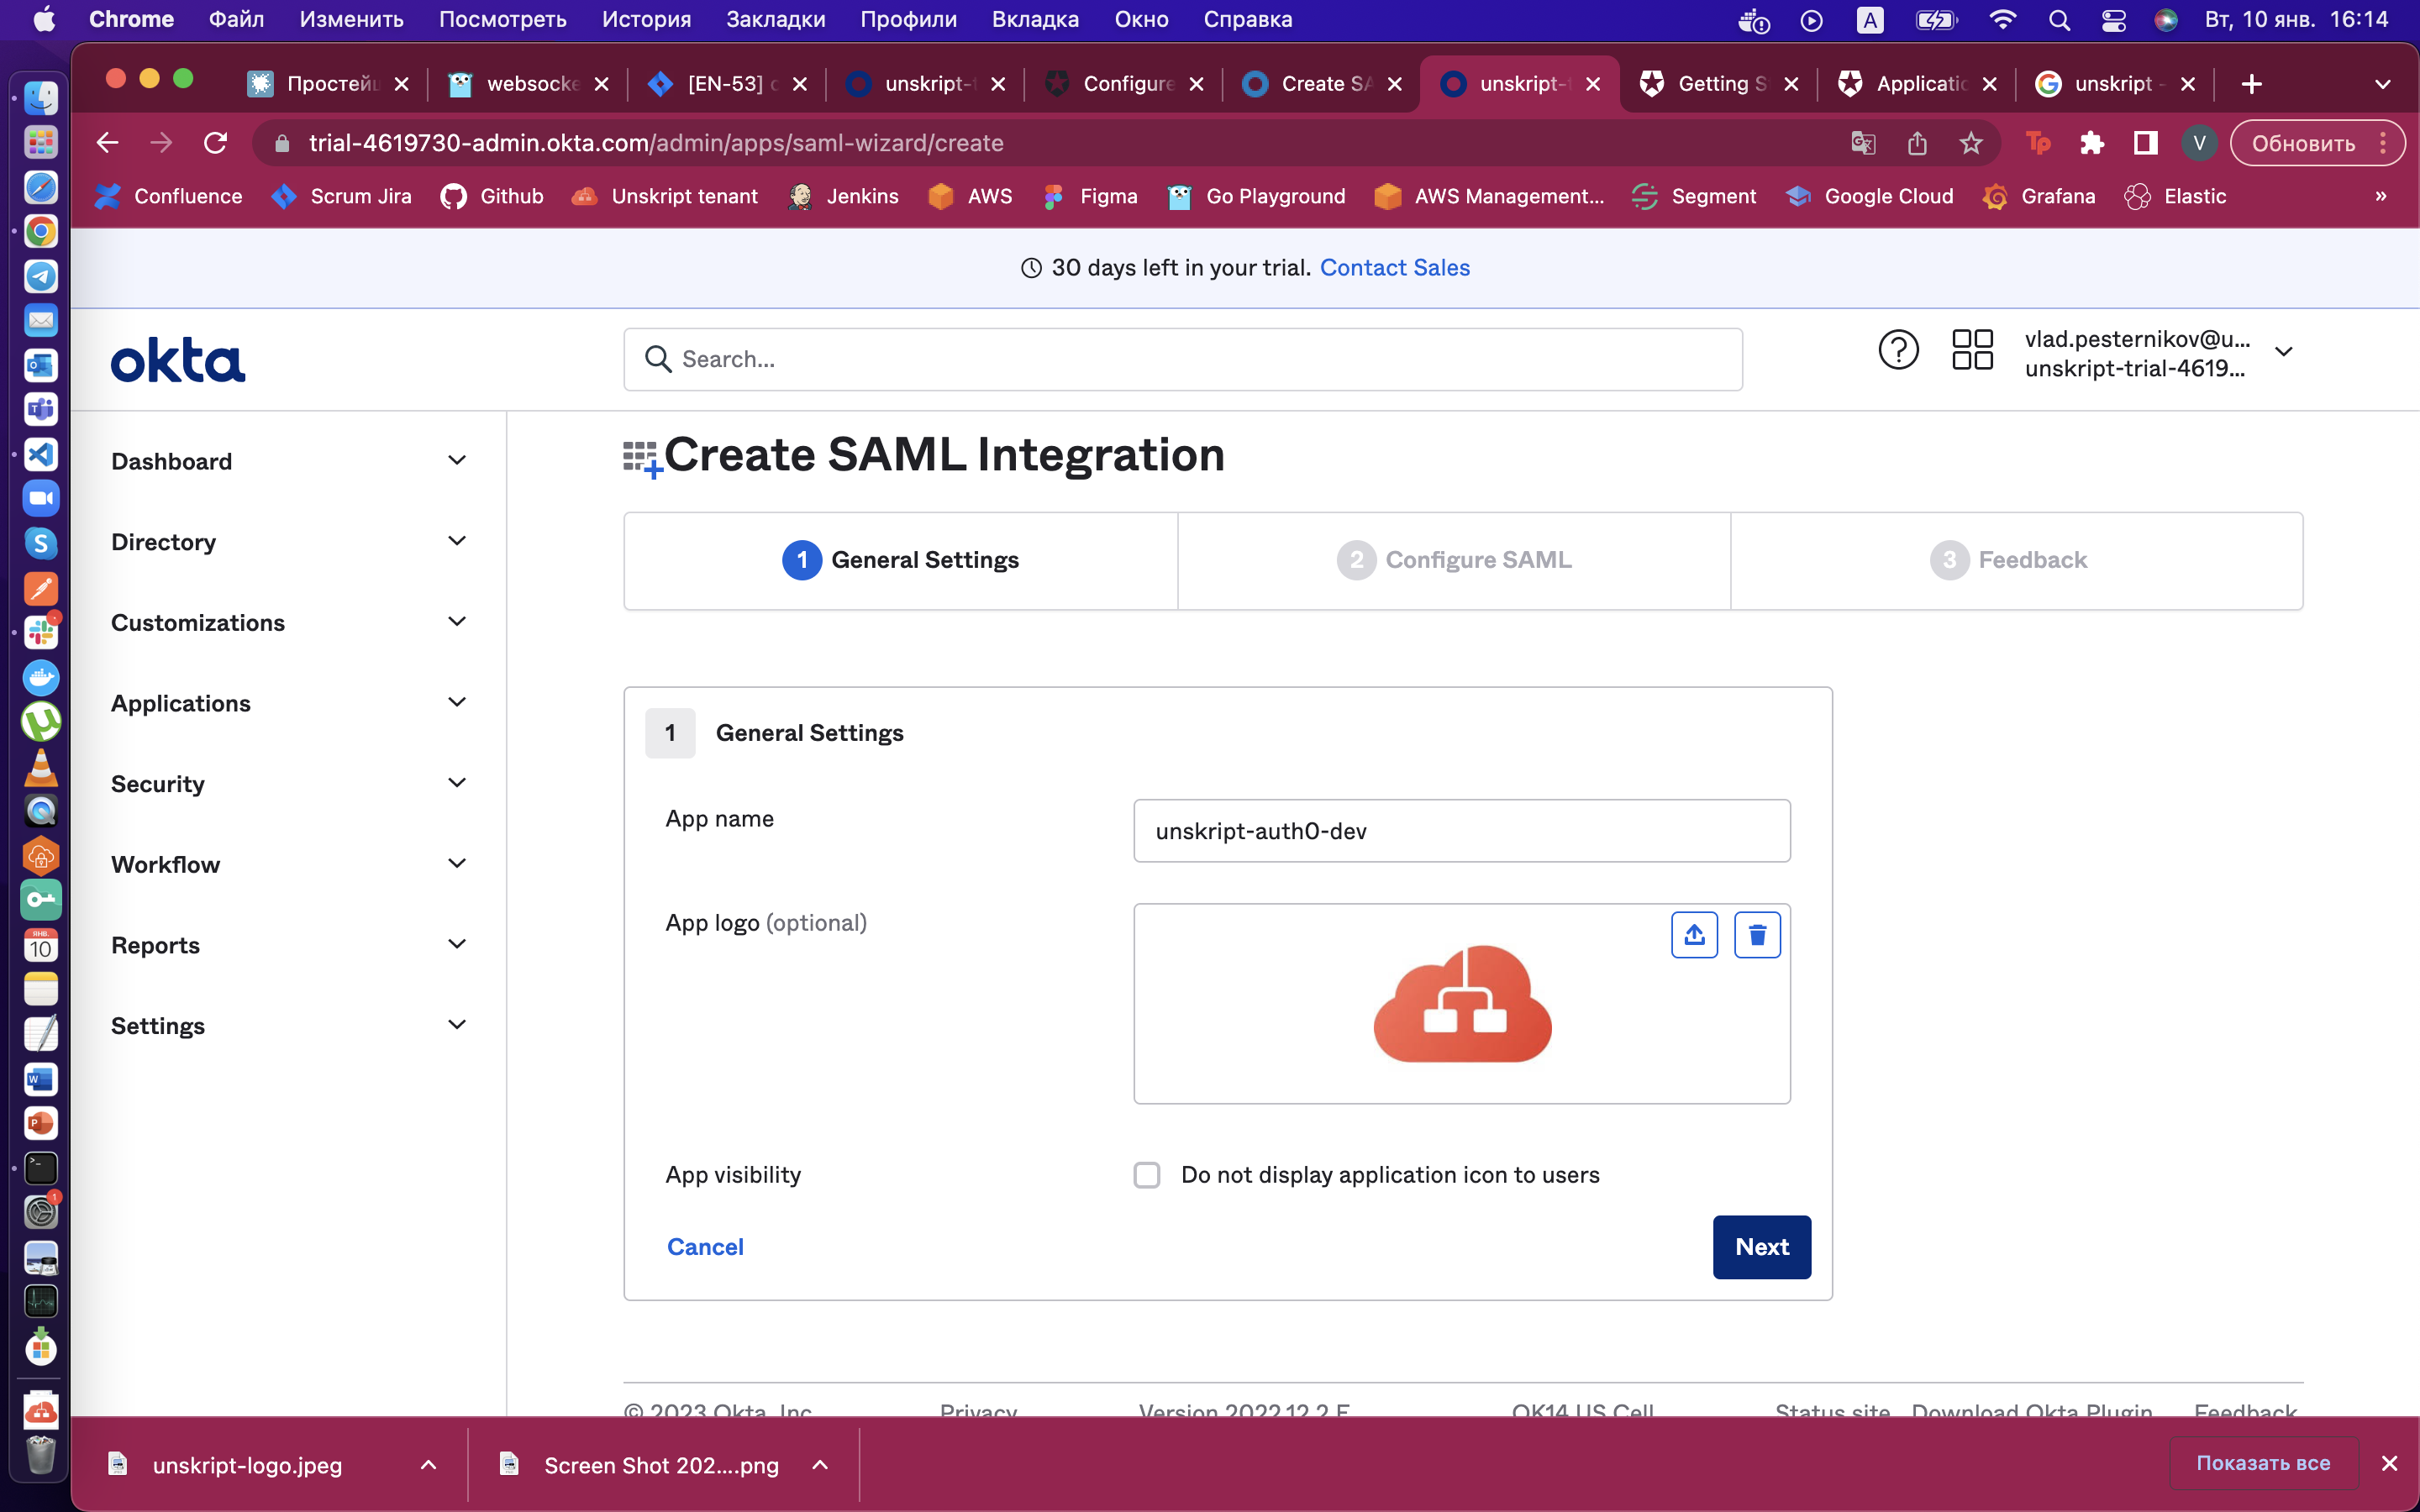 Chrome Файл Изменить Посмотреть История Закладки Профили Вкладка Окно Справка A Вт, 10 янв. 16:14
Простей websocke [EN-53] c unskript-t Configure Create SA unskript-t Getting S Applicatio unskript -
trial-4619730-admin.okta.com/admin/apps/saml-wizard/create Tp V Обновить
Confluence Scrum Jira Github Unskript tenant Jenkins AWS Figma Go Playground AWS Management... Segment Google Cloud Grafana Elastic »
30 days left in your trial. Contact Sales
okta
Search...
vlad.pesternikov@u...
unskript-trial-4619...
Dashboard
Directory
Customizations
Applications
Security
Workflow
Reports
Settings
Create SAML Integration
1 General Settings
2 Configure SAML
3 Feedback
1 General Settings
App name
unskript-auth0-dev
App logo (optional)
App visibility
Do not display application icon to users
Cancel
Next
© 2023 Okta, Inc. Privacy Version 2022.12.2 E OK14 US Cell Status site Download Okta Plugin Feedback
ЯНВ.
10
unskript-logo.jpeg
Screen Shot 202....png
Показать все